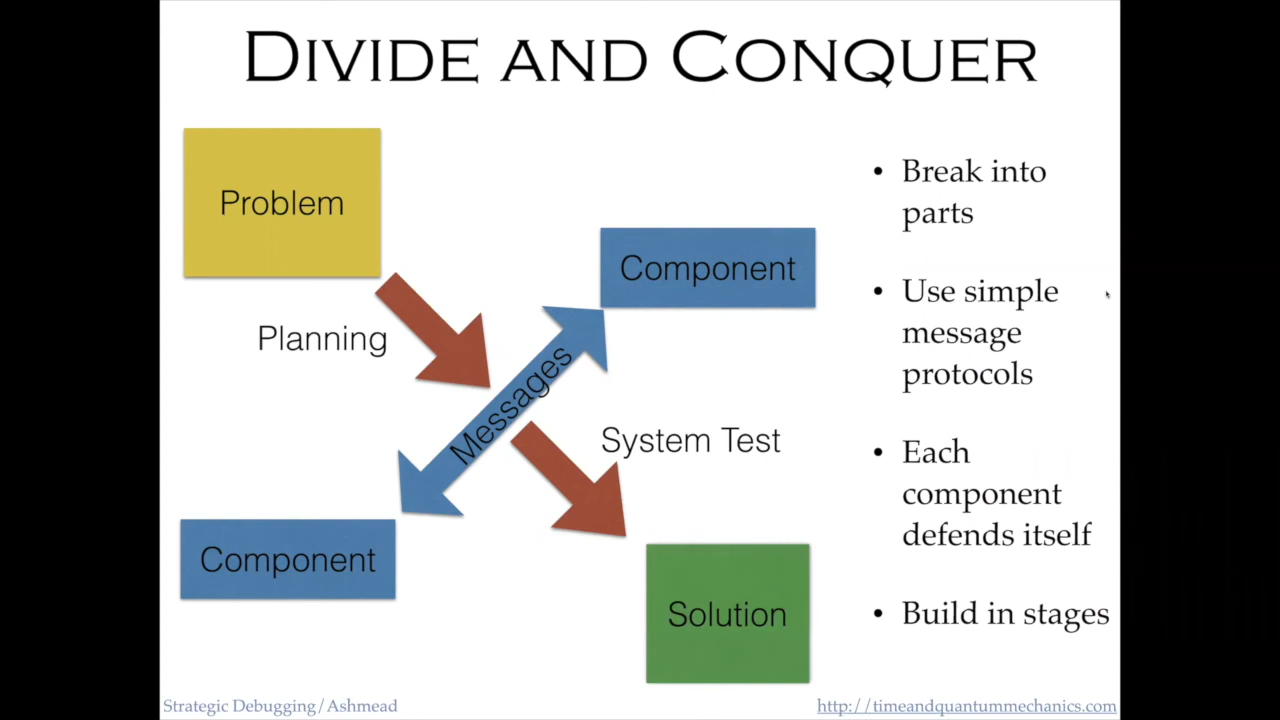 DIVIDE AND CONQUER
Problem
Component
Planning
Messages
System Test
Component
Solution
• Break into
parts
• Use simple
message
protocols
• Each
component
defends itself
• Build in stages
Strategic Debugging/Ashmead
http://timeandquantummechanics.com